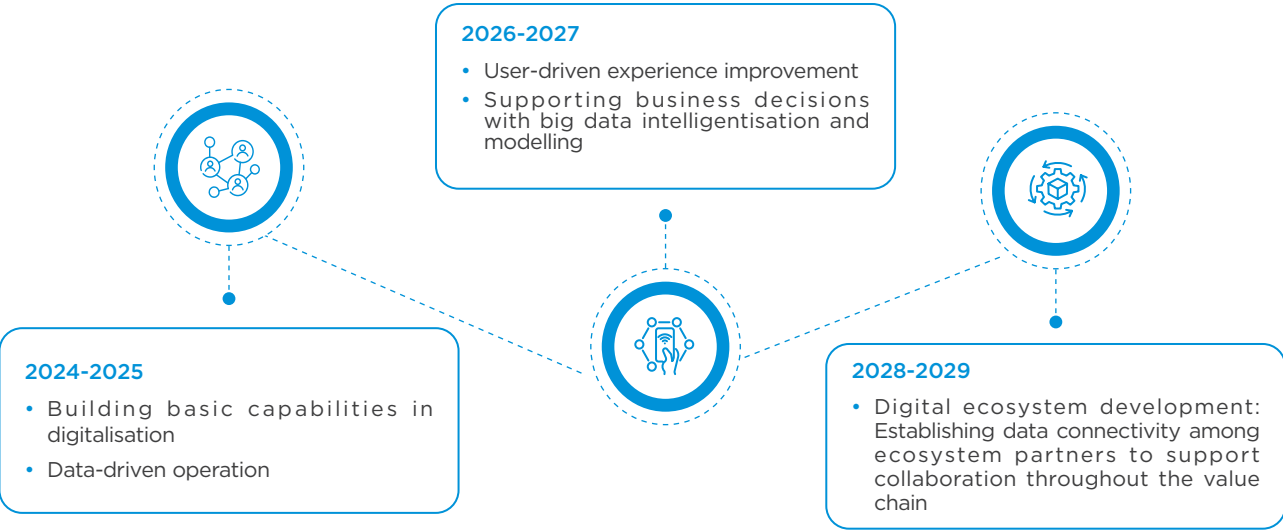 2024-2025
• Building basic capabilities in
digitalisation
• Data-driven operation
2026-2027
• User-driven experience improvement
• Supporting business decisions
with big data intelligentisation and
modelling
2028-2029
• Digital ecosystem development:
Establishing data connectivity among
ecosystem partners to support
collaboration throughout the value
chain